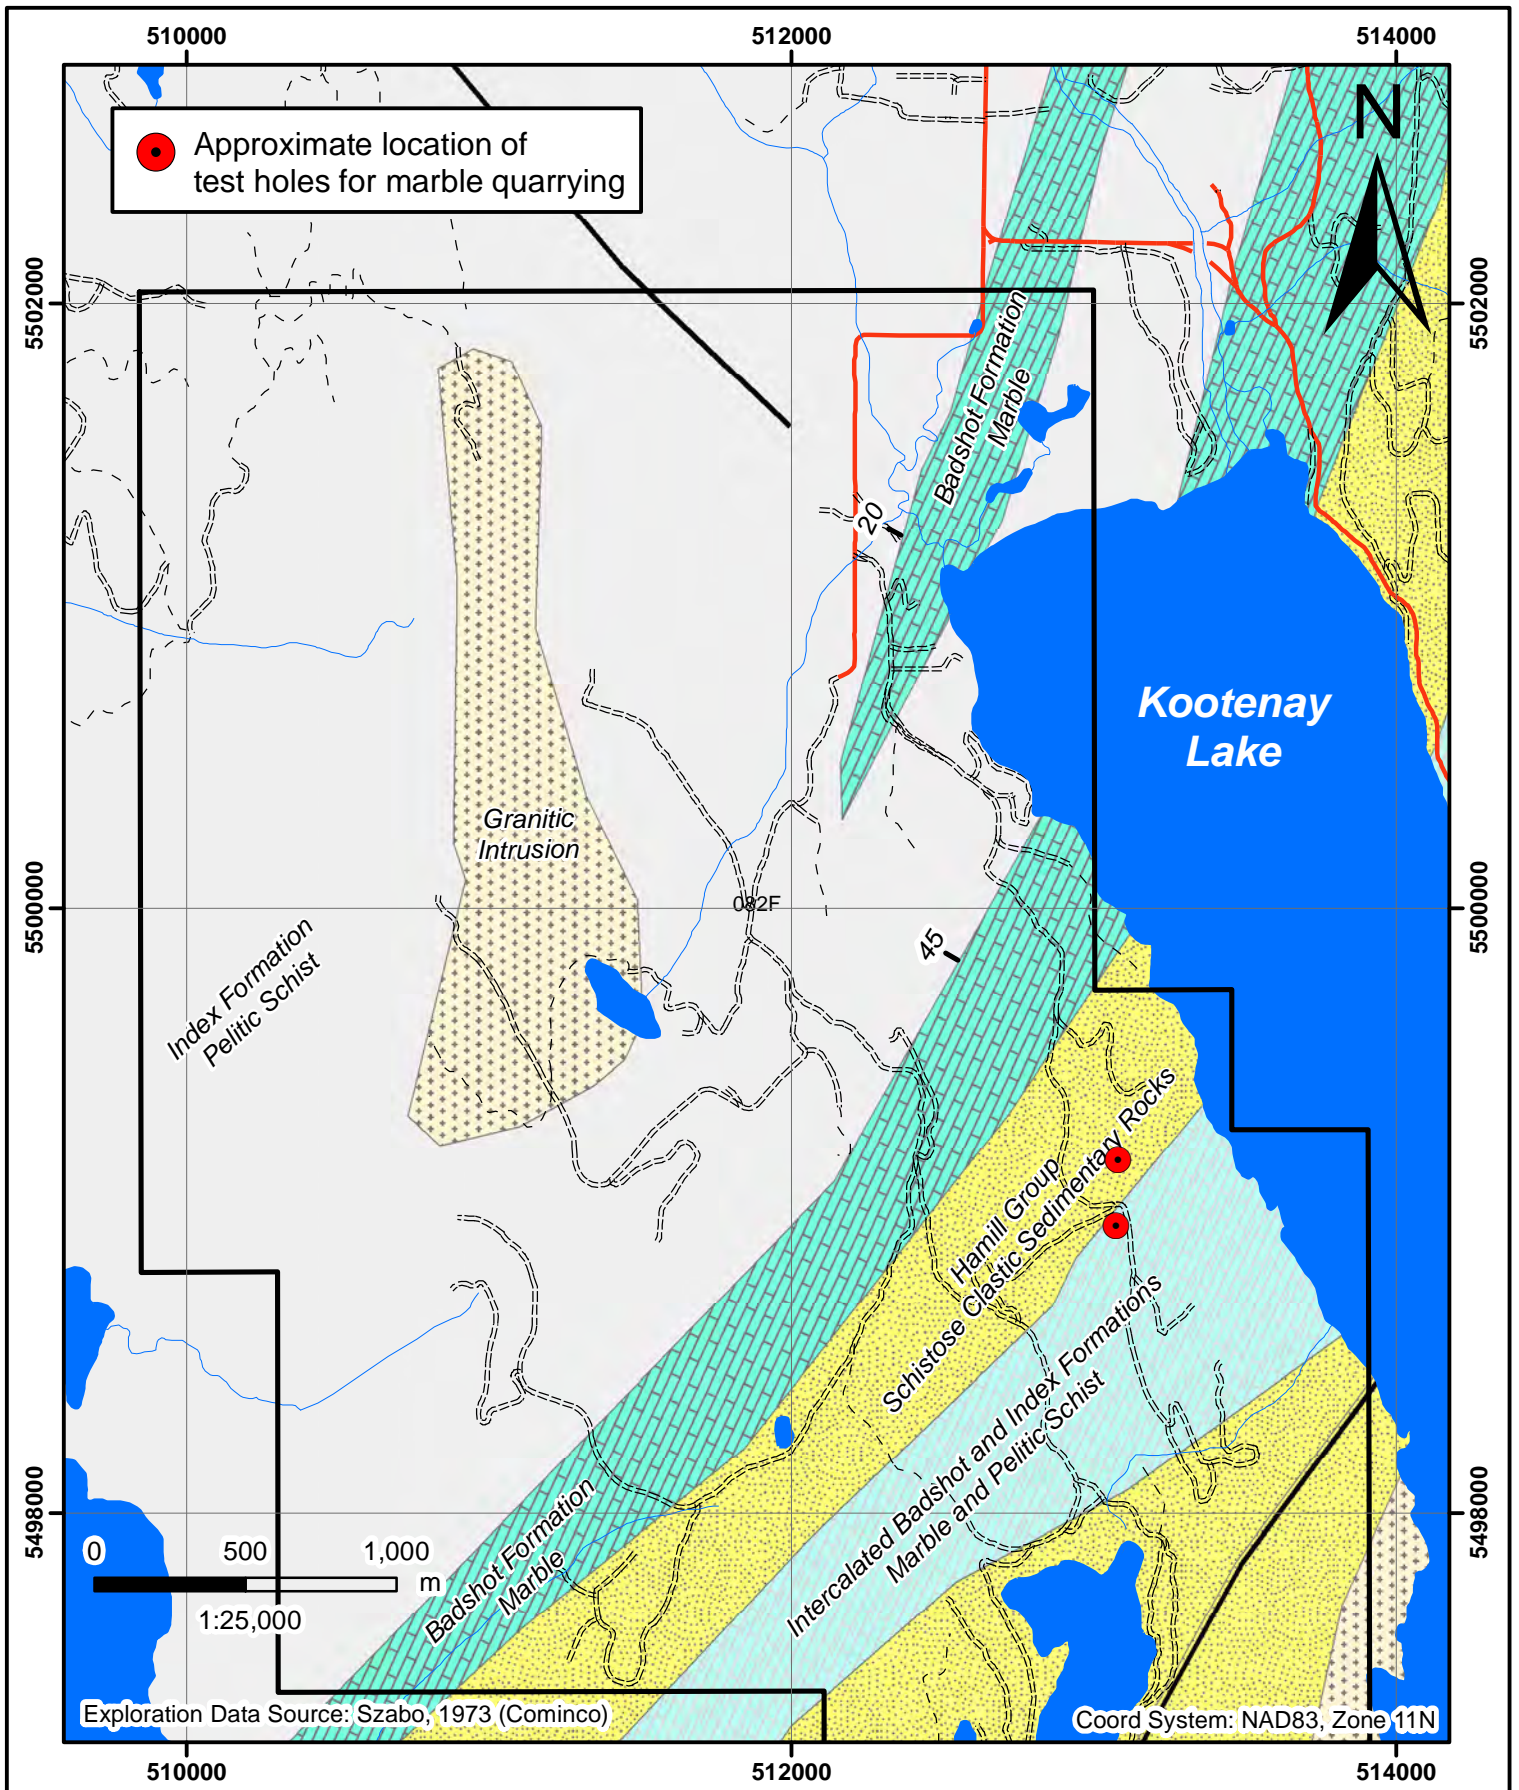 510000
512000
514000
N
Approximate location of
test holes for marble quarrying
5502000
5502000
Badshot Formation
Marble
20
Kootenay
Lake
Granitic
Intrusion
082F
5500000
5500000
45
Index Formation
Pelitic Schist
Hamill Group
Schistose Clastic Sedimentary Rocks
Intercalated Badshot and Index Formations
Marble and Pelitic Schist
Badshot Formation
Marble
5498000
5498000
0 500 1,000
m
1:25,000
Exploration Data Source: Szabo, 1973 (Cominco)
Coord System: NAD83, Zone 11N
510000
512000
514000